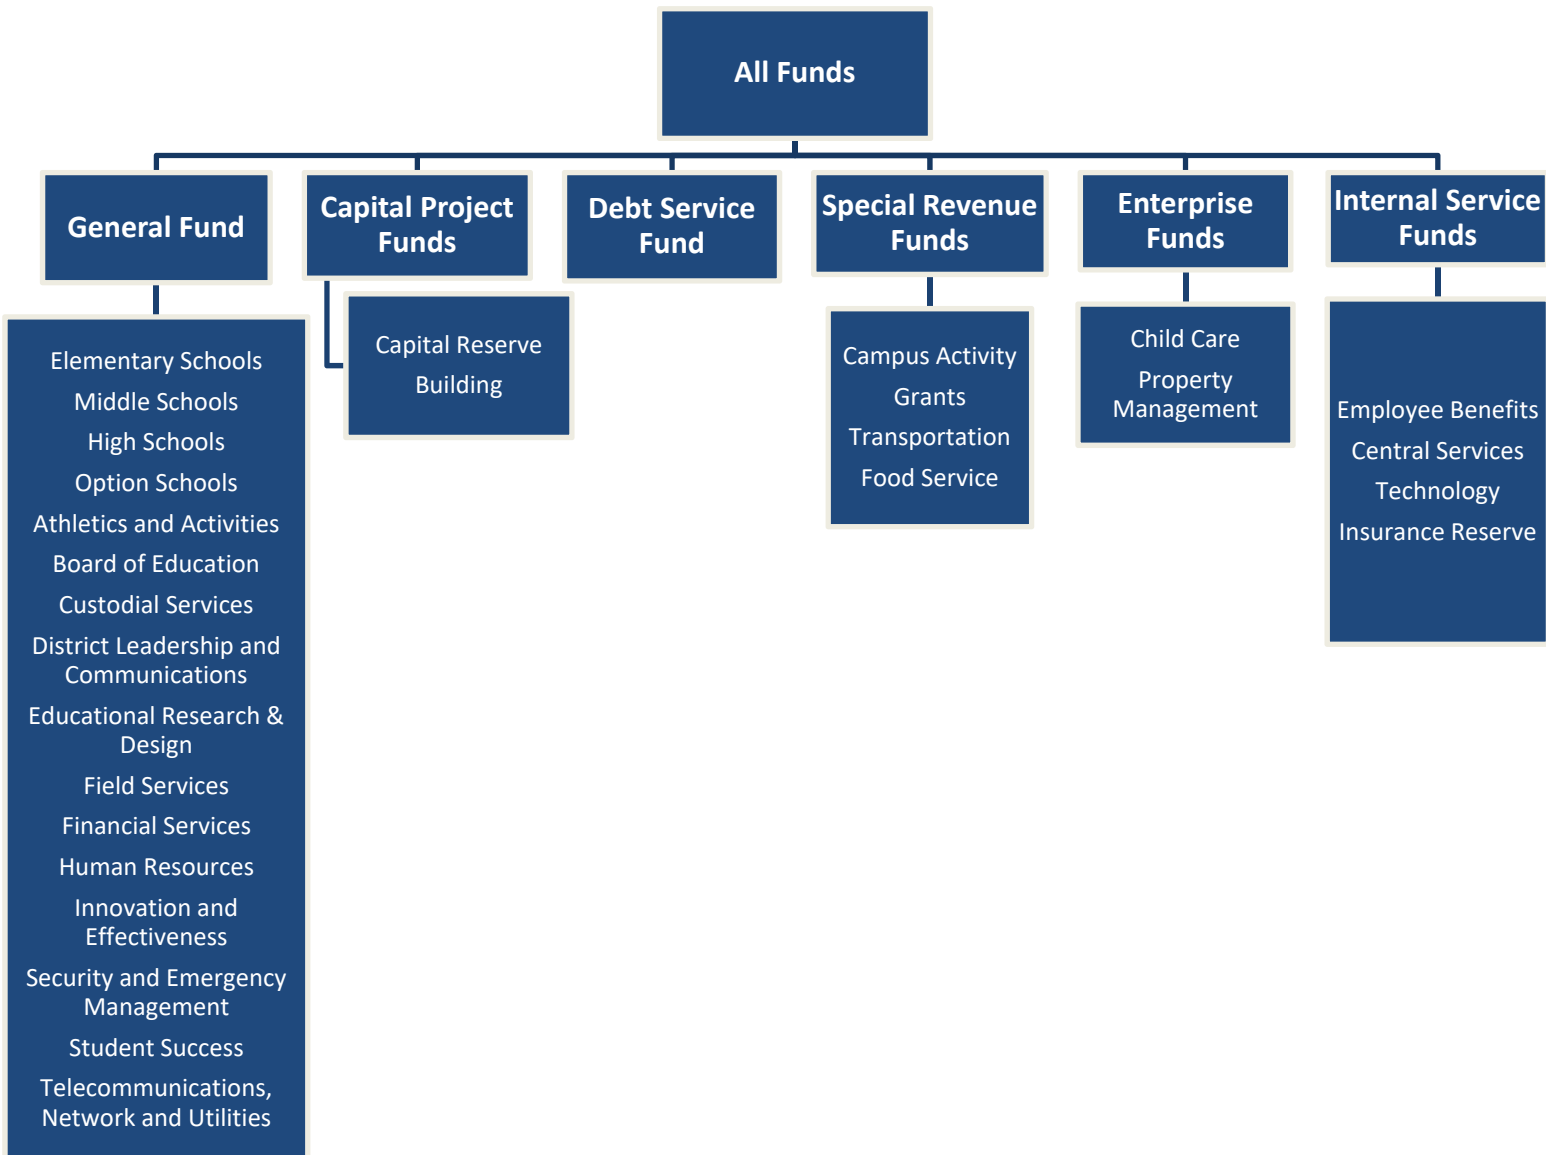 All Funds
General Fund
Capital Project
Funds
Debt Service
Fund
Special Revenue
Funds
Enterprise
Funds
Internal Service
Funds
Elementary Schools
Middle Schools
High Schools
Option Schools
Athletics and Activities
Board of Education
Custodial Services
District Leadership and
Communications
Educational Research &
Design
Field Services
Financial Services
Human Resources
Innovation and
Effectiveness
Security and Emergency
Management
Student Success
Telecommunications,
Network and Utilities
Capital Reserve
Building
Campus Activity
Grants
Transportation
Food Service
Child Care
Property
Management
Employee Benefits
Central Services
Technology
Insurance Reserve